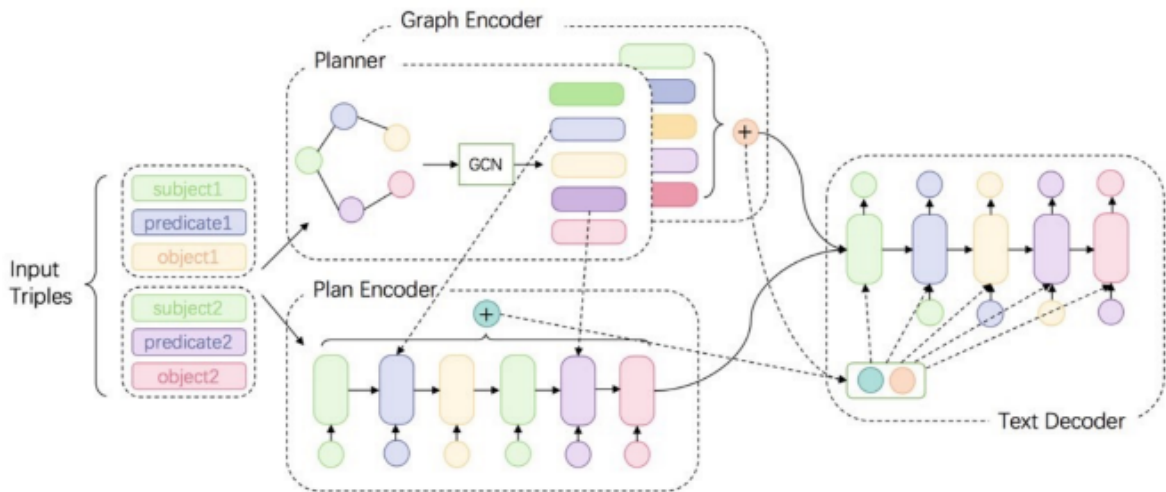 Graph Encoder
Planner
GCN
subject1
predicate1
object1
Input
Triples
subject2
predicate2
object2
Plan Encoder
+
+
Text Decoder